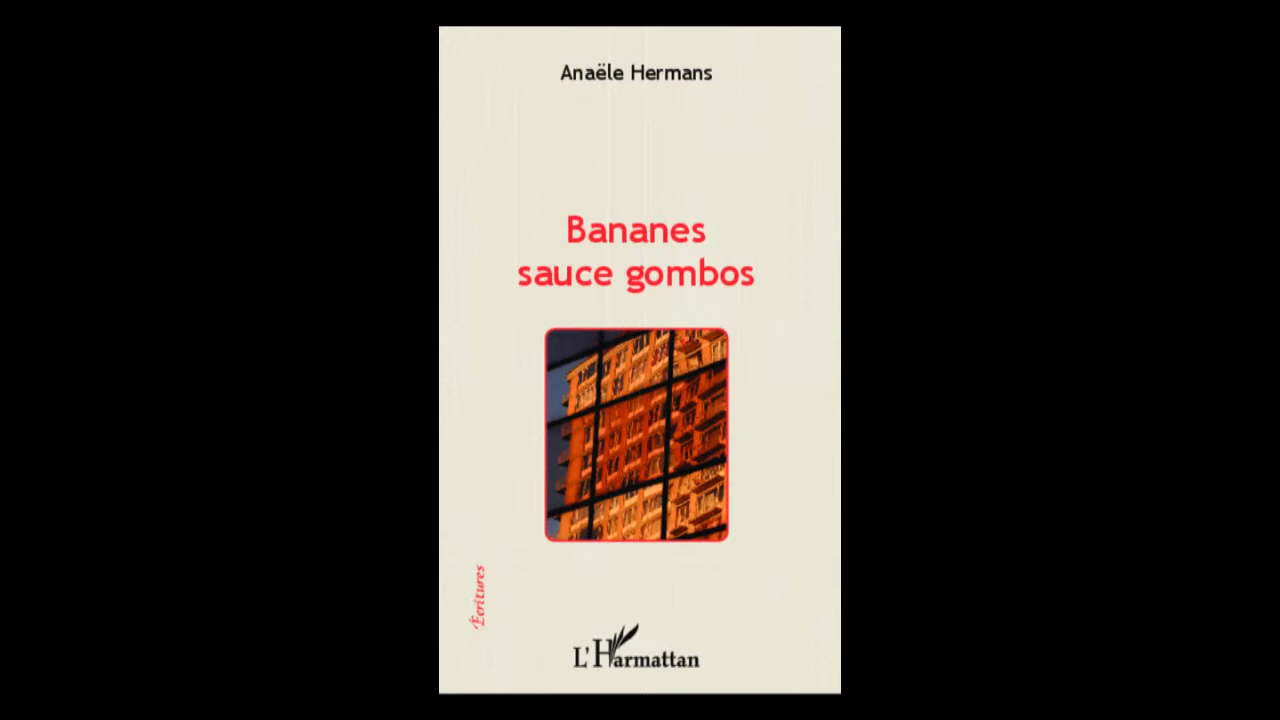 Anaële Hermans
Bananes
sauce gombos
Écritures
L'Harmattan